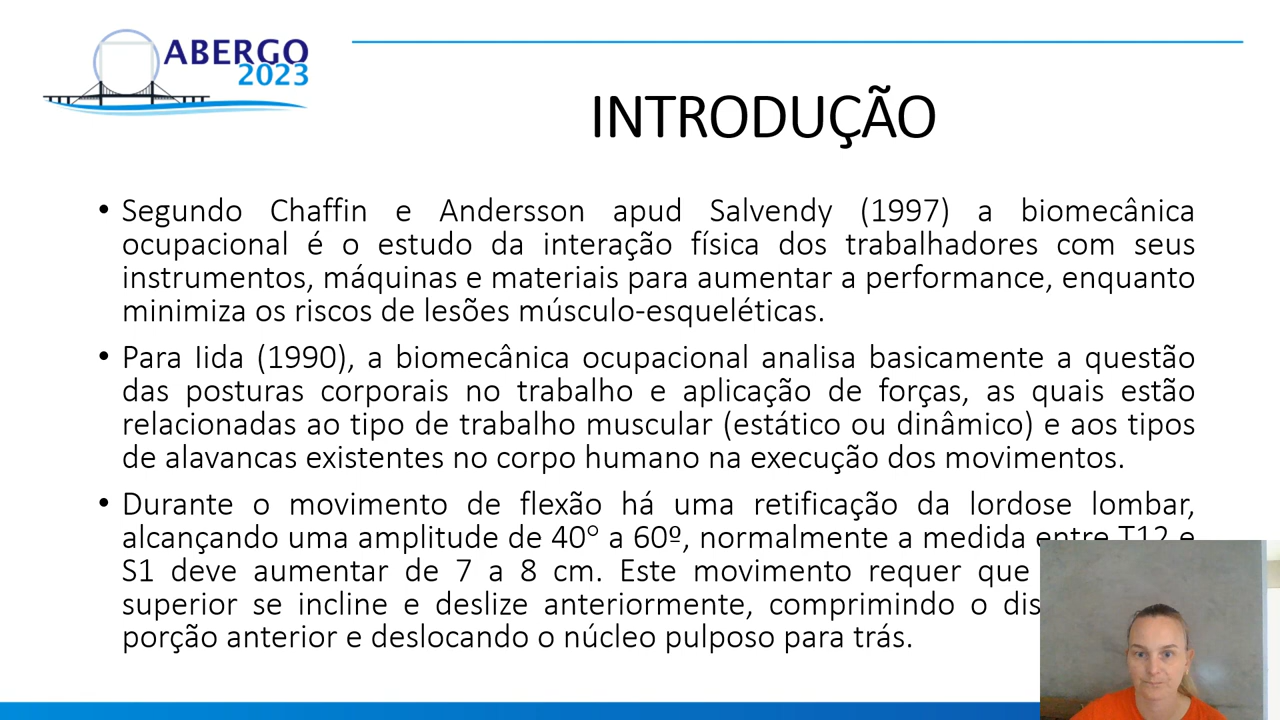 ABERGO
2023
INTRODUÇÃO
• Segundo Chaffin e Andersson apud Salvendy (1997) a biomecânica
ocupacional é o estudo da interação física dos trabalhadores com seus
instrumentos, máquinas e materiais para aumentar a performance, enquanto
minimiza os riscos de lesões músculo-esqueléticas.
• Para Iida (1990), a biomecânica ocupacional analisa basicamente a questão
das posturas corporais no trabalho e aplicação de forças, as quais estão
relacionadas ao tipo de trabalho muscular (estático ou dinâmico) e aos tipos
de alavancas existentes no corpo humano na execução dos movimentos.
• Durante o movimento de flexão há uma retificação da lordose lombar,
alcançando uma amplitude de 40° a 60º, normalmente a medida entre T12 e
S1 deve aumentar de 7 a 8 cm. Este movimento requer que
superior se incline e deslize anteriormente, comprimindo o
porção anterior e deslocando o núcleo pulposo para trás.